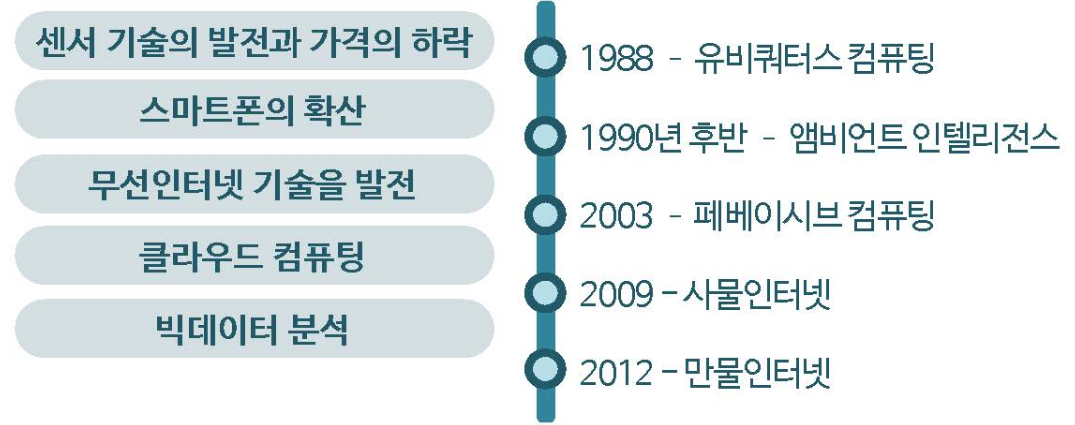 센서 기술의 발전과 가격의 하락
스마트폰의 확산
무선인터넷 기술을 발전
클라우드 컴퓨팅
빅데이터 분석
1988 - 유비쿼터스 컴퓨팅
1990년 후반 - 앰비언트 인텔리전스
2003 - 페베이시브 컴퓨팅
2009 – 사물인터넷
2012 – 만물인터넷